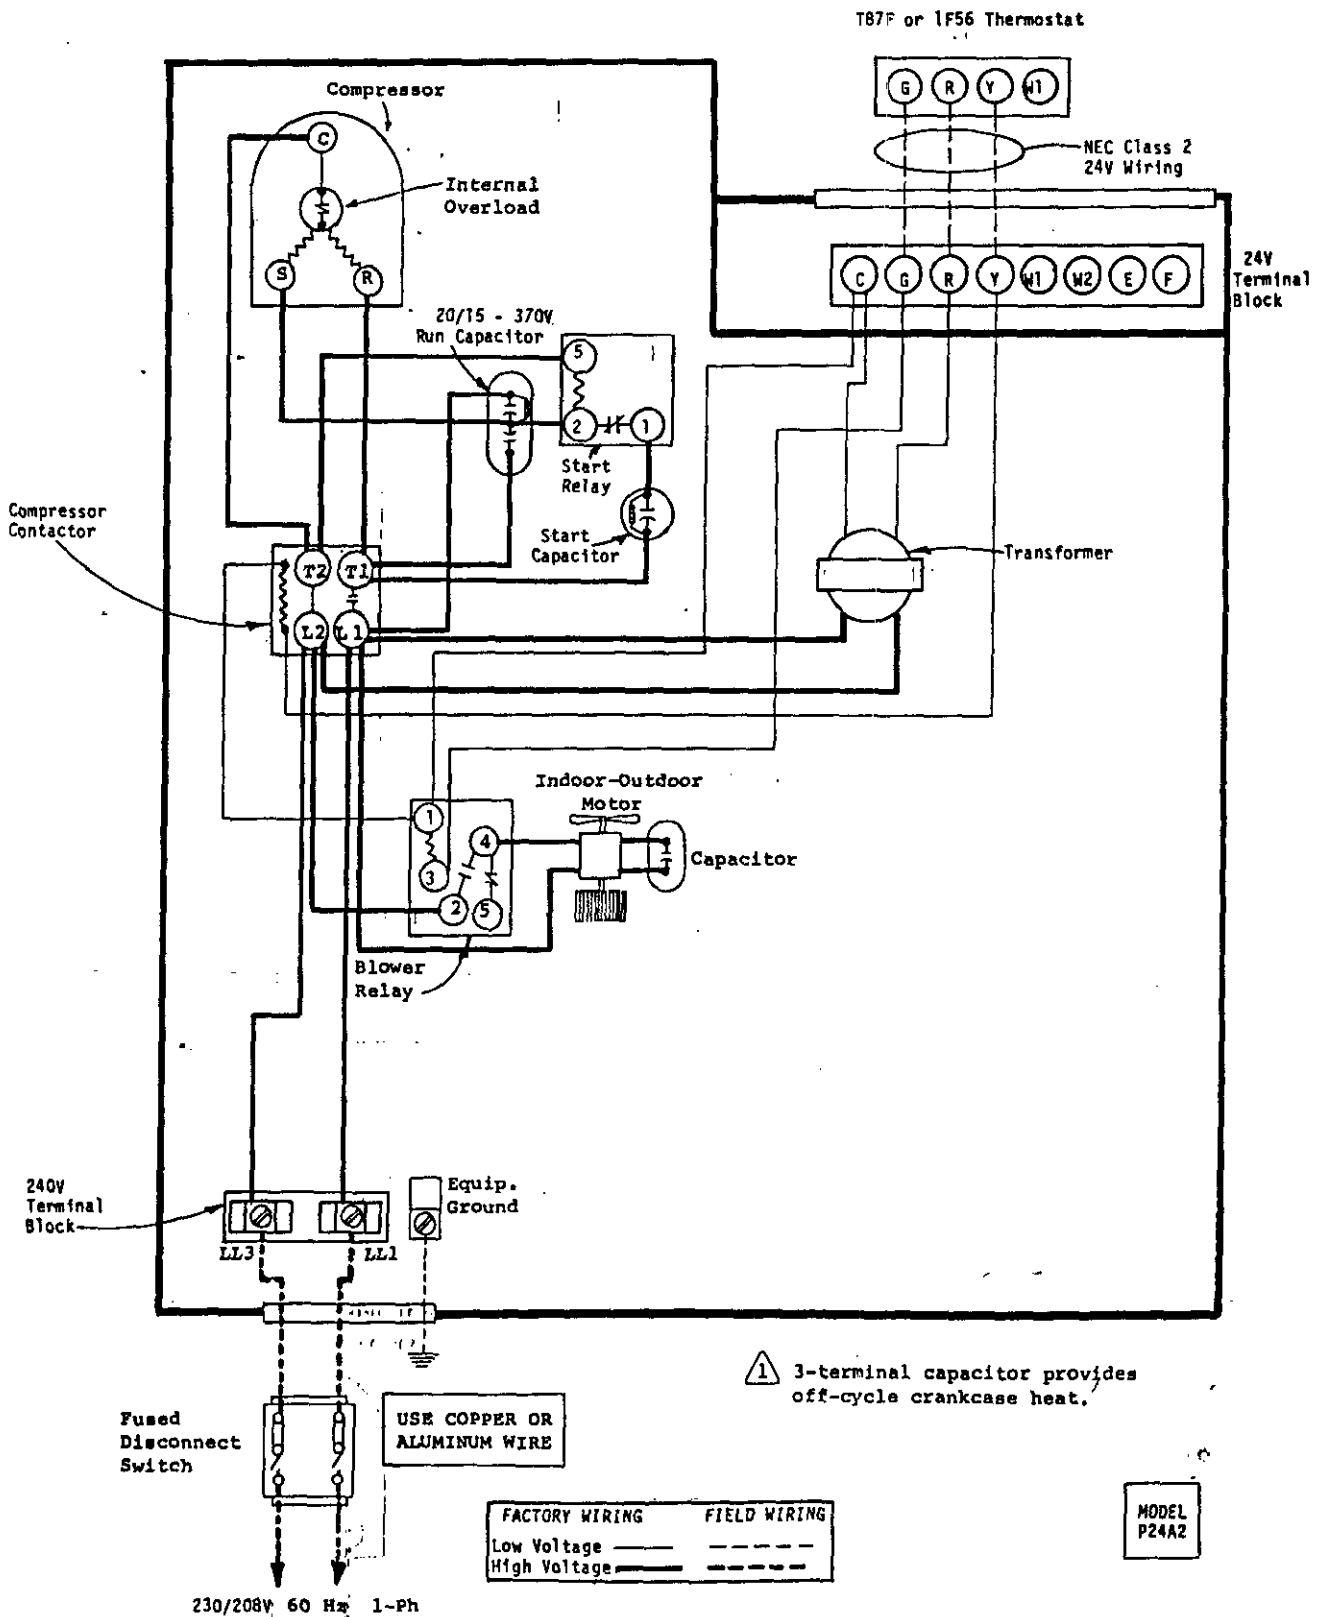 T87F or 1F56 Thermostat
G R Y W1
NEC Class 2
24V Wiring
Compressor
C
Internal
Overload
S
R
C G R Y W1 W2 E F
24V
Terminal
Block
20/15 - 370V
Run Capacitor
5
2
1
Start
Relay
Start
Capacitor
Compressor
Contactor
T2
T1
L2
L1
Transformer
Indoor-Outdoor
Motor
1
4
3
2
5
Capacitor
Blower
Relay
240V
Terminal
Block
LL3
LL1
Equip.
Ground
1
3-terminal capacitor provides
off-cycle crankcase heat.
Fused
Disconnect
Switch
USE COPPER OR
ALUMINUM WIRE
FACTORY WIRING FIELD WIRING
Low Voltage
High Voltage
MODEL
P24A2
230/208V 60 Hz 1-Ph